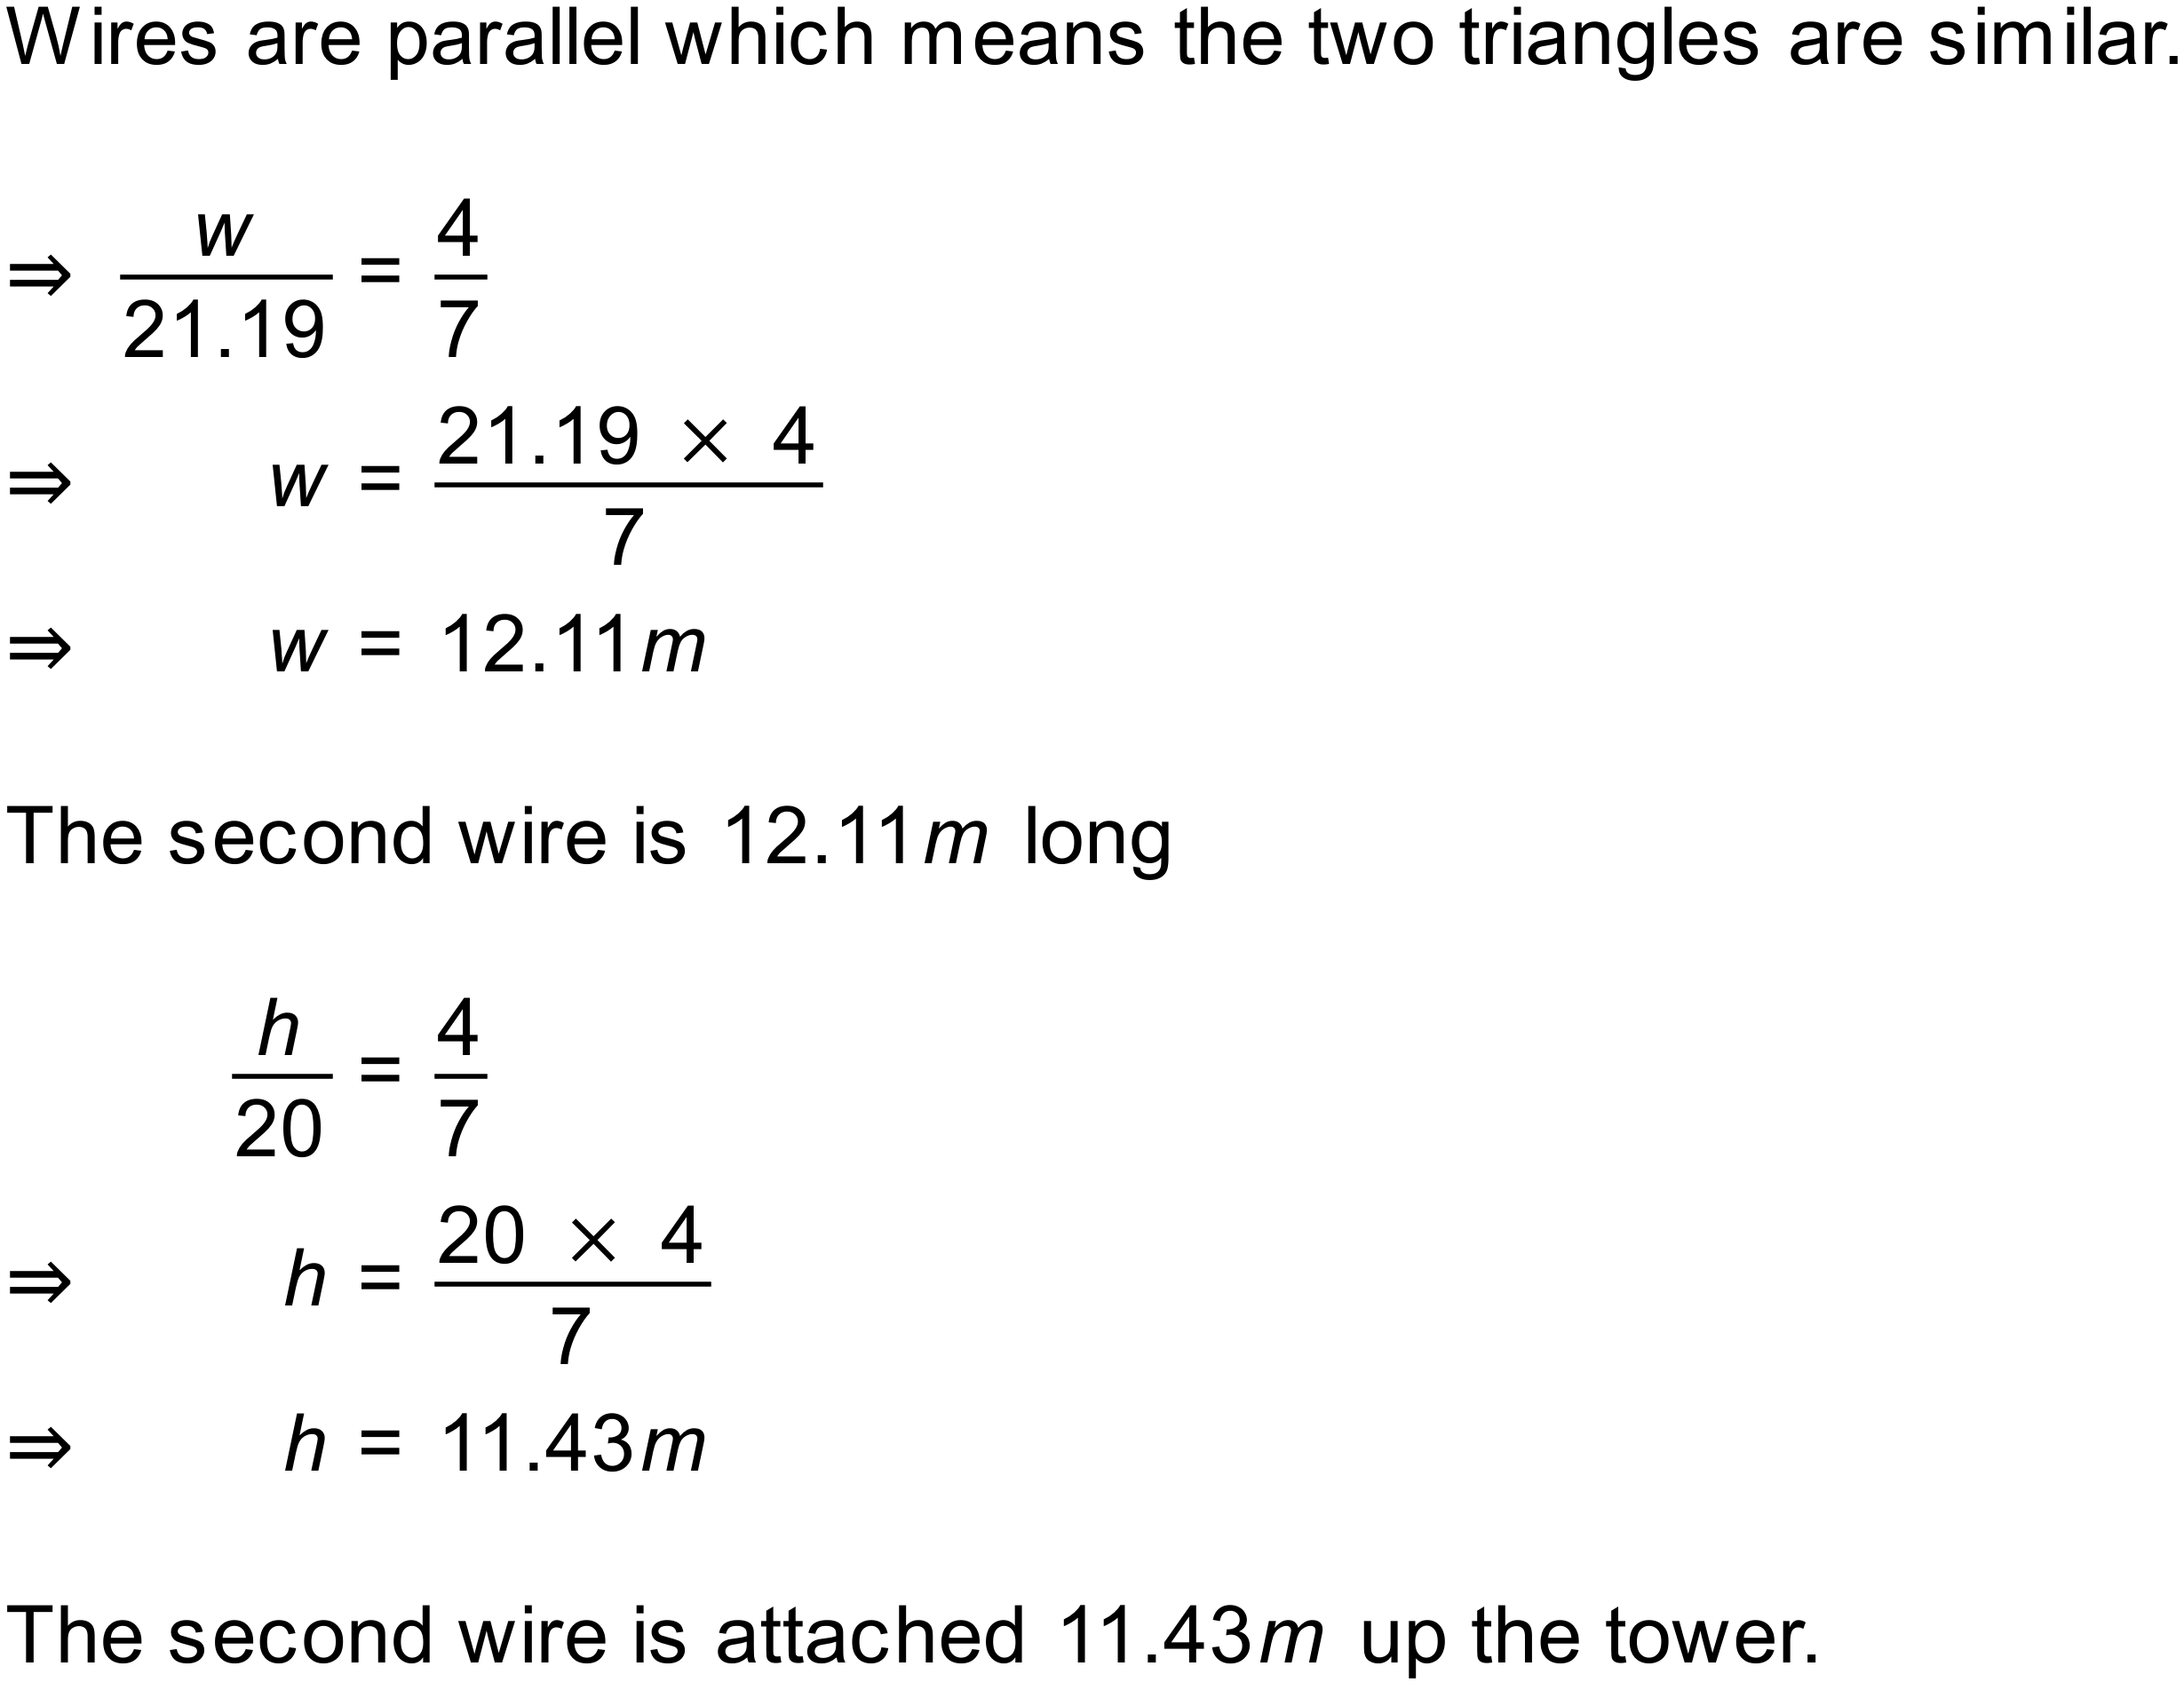 Wires are parallel which means the two triangles are similar.
⇒ w/21.19 = 4/7
⇒ w = (21.19 × 4)/7
⇒ w = 12.11m
The second wire is 12.11m long
h/20 = 4/7
⇒ h = (20 × 4)/7
⇒ h = 11.43m
The second wire is attached 11.43m up the tower.